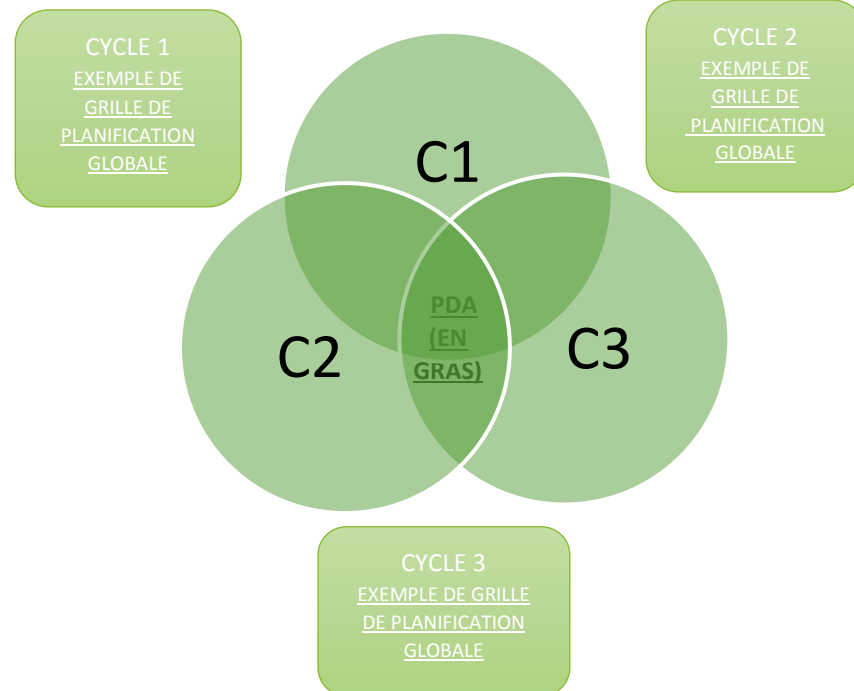 CYCLE 1
EXEMPLE DE
GRILLE DE
PLANIFICATION
GLOBALE
CYCLE 2
EXEMPLE DE
GRILLE DE
PLANIFICATION
GLOBALE
C1
C2
PDA
(EN
GRAS)
C3
CYCLE 3
EXEMPLE DE GRILLE
DE PLANIFICATION
GLOBALE